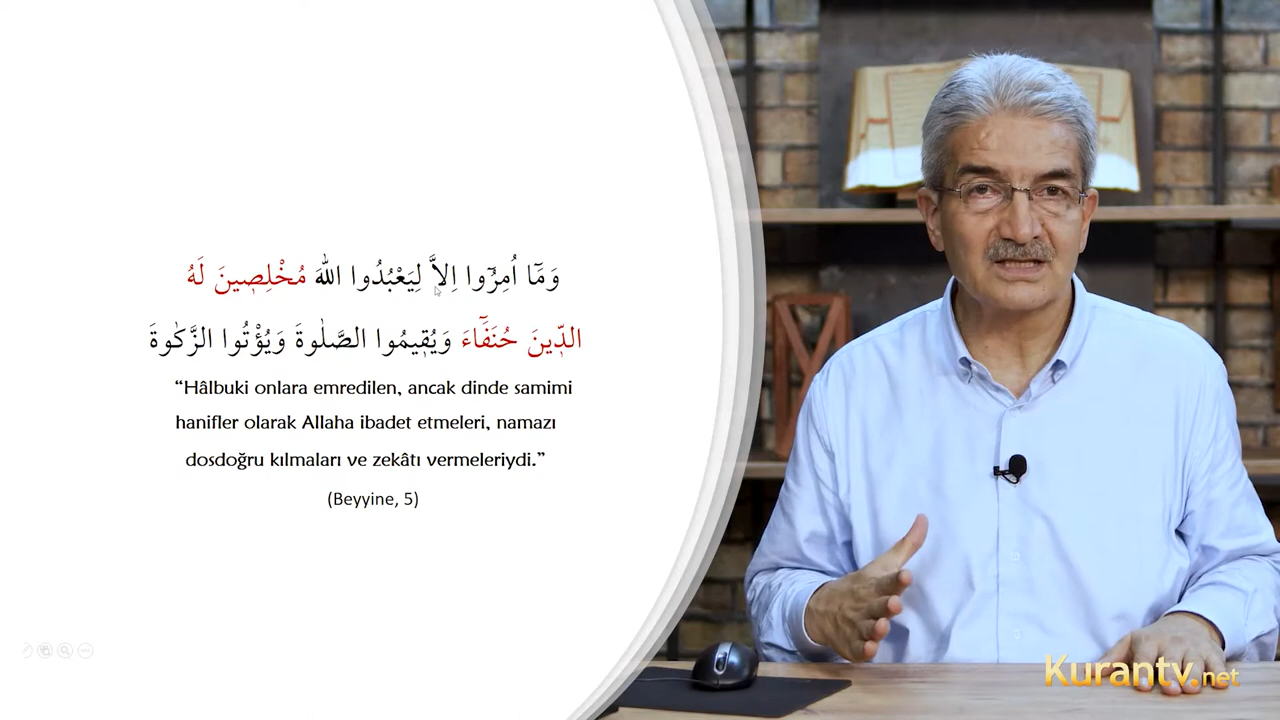 وَمَٓا اُمِرُٓوا اِلاَّ لِيَعْبُدُوا اللّٰهَ مُخْلِص۪ينَ لَهُ
الدّ۪ينَ حُنَفَٓاءَ وَيُق۪يمُوا الصَّلٰوةَ وَيُؤْتُوا الزَّكٰوةَ
“Hâlbuki onlara emredilen, ancak dinde samimi
hanifler olarak Allaha ibadet etmeleri, namazı
dosdoğru kılmaları ve zekâtı vermeleriydi.”
(Beyyine, 5)
Kurantv.net